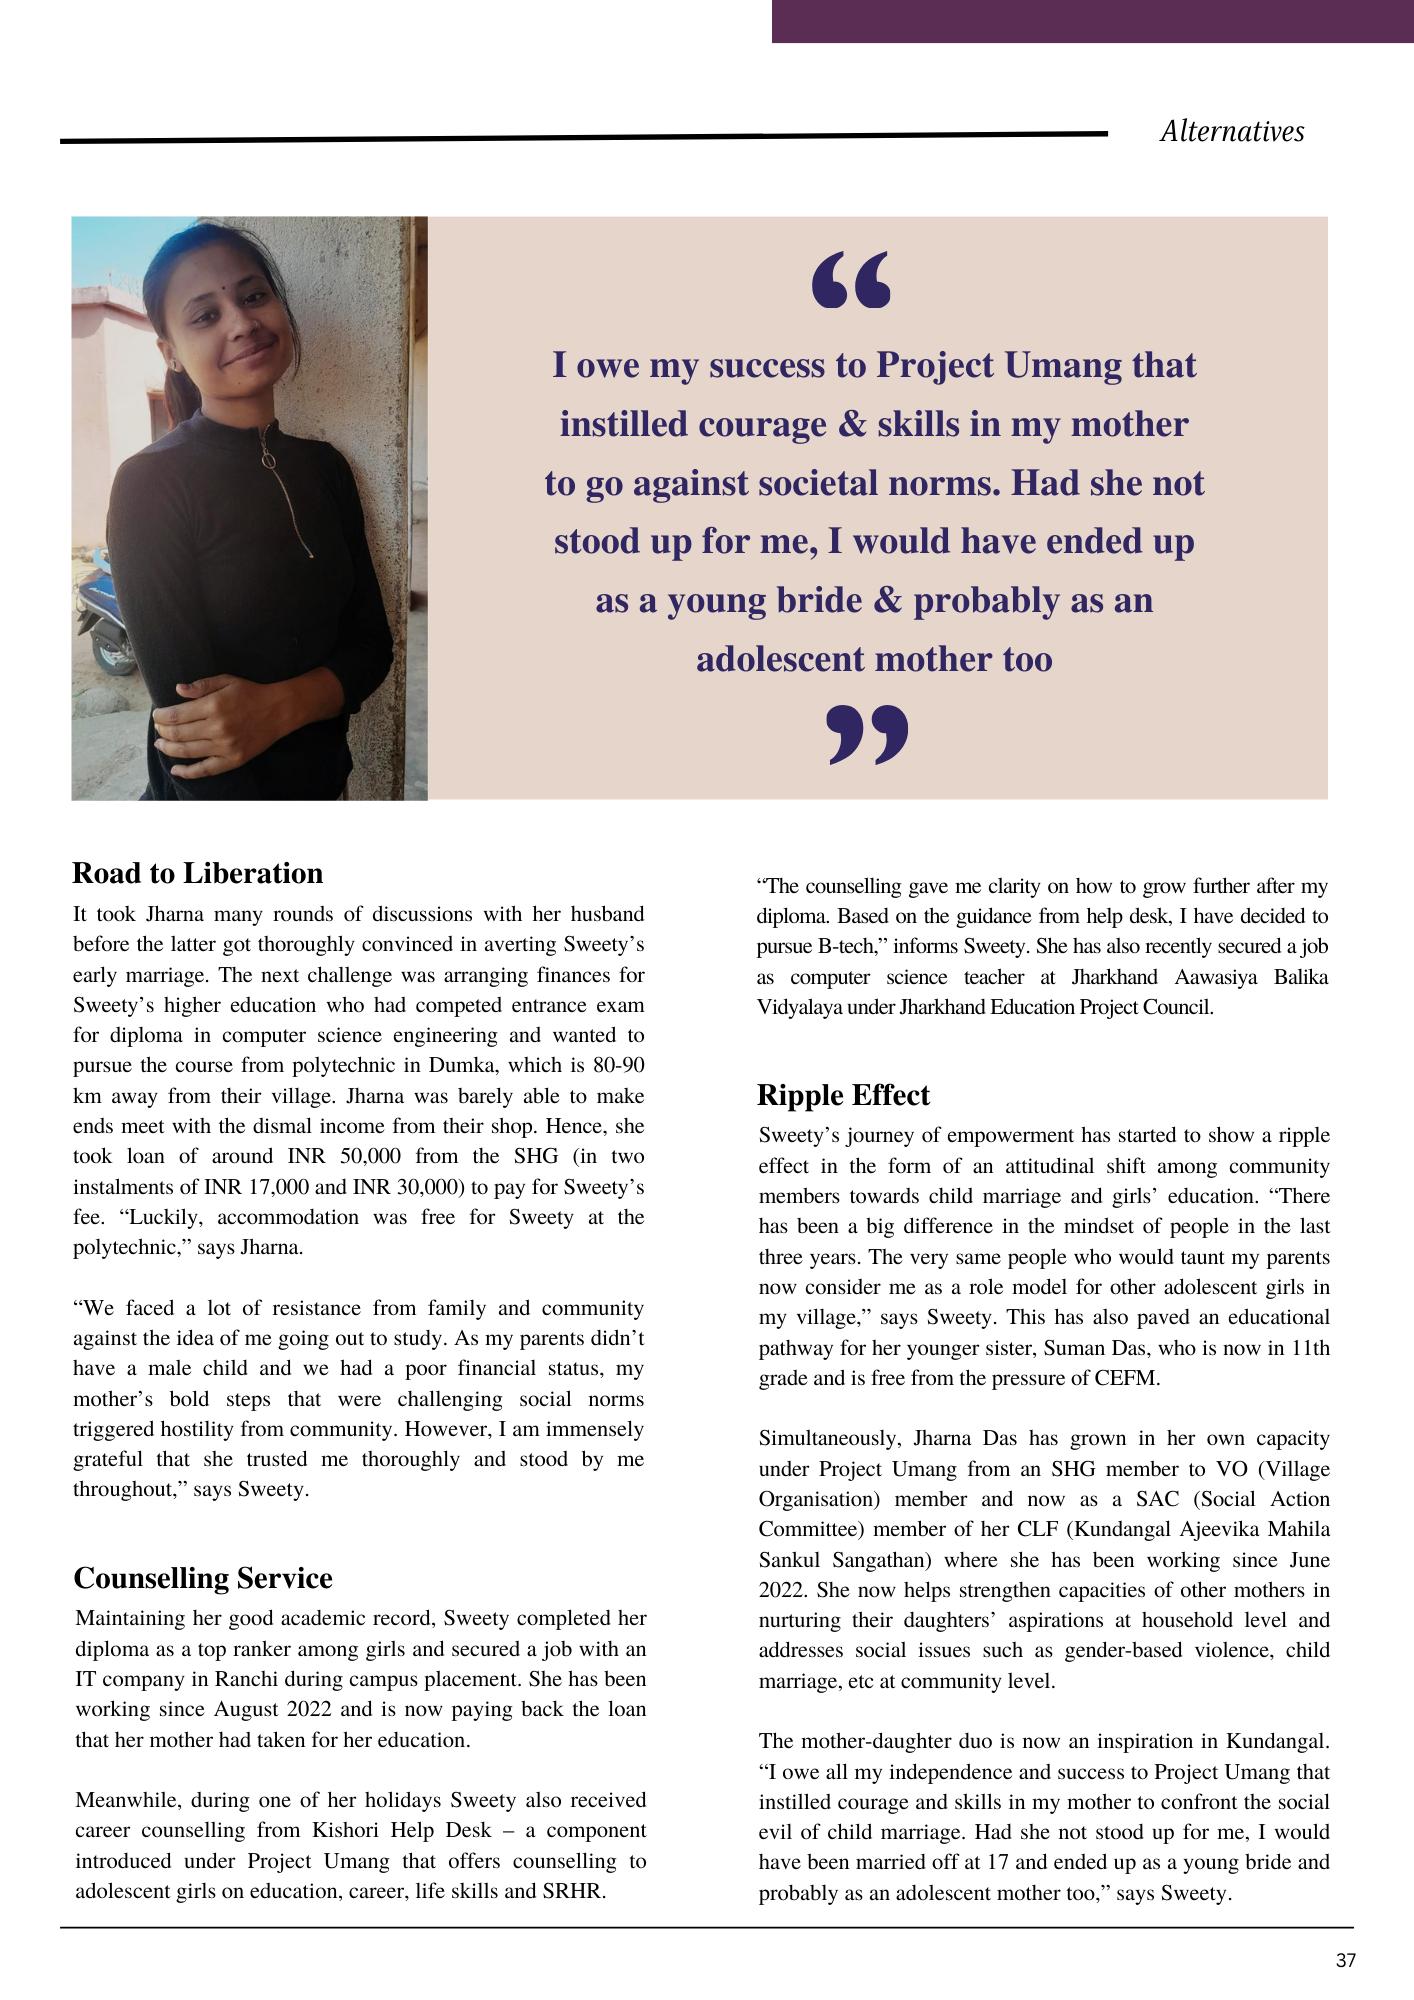 Alternatives
“
I owe my success to Project Umang that
instilled courage & skills in my mother
to go against societal norms. Had she not
stood up for me, I would have ended up
as a young bride & probably as an
adolescent mother too
”
Road to Liberation
It took Jharna many rounds of discussions with her husband
before the latter got thoroughly convinced in averting Sweety’s
early marriage. The next challenge was arranging finances for
Sweety’s higher education who had competed entrance exam
for diploma in computer science engineering and wanted to
pursue the course from polytechnic in Dumka, which is 80-90
km away from their village. Jharna was barely able to make
ends meet with the dismal income from their shop. Hence, she
took loan of around INR 50,000 from the SHG (in two
instalments of INR 17,000 and INR 30,000) to pay for Sweety’s
fee. “Luckily, accommodation was free for Sweety at the
polytechnic,” says Jharna.
“We faced a lot of resistance from family and community
against the idea of me going out to study. As my parents didn’t
have a male child and we had a poor financial status, my
mother’s bold steps that were challenging social norms
triggered hostility from community. However, I am immensely
grateful that she trusted me thoroughly and stood by me
throughout,” says Sweety.
Counselling Service
Maintaining her good academic record, Sweety completed her
diploma as a top ranker among girls and secured a job with an
IT company in Ranchi during campus placement. She has been
working since August 2022 and is now paying back the loan
that her mother had taken for her education.
Meanwhile, during one of her holidays Sweety also received
career counselling from Kishori Help Desk – a component
introduced under Project Umang that offers counselling to
adolescent girls on education, career, life skills and SRHR.
“The counselling gave me clarity on how to grow further after my
diploma. Based on the guidance from help desk, I have decided to
pursue B-tech,” informs Sweety. She has also recently secured a job
as computer science teacher at Jharkhand Aawasiya Balika
Vidyalaya under Jharkhand Education Project Council.
Ripple Effect
Sweety’s journey of empowerment has started to show a ripple
effect in the form of an attitudinal shift among community
members towards child marriage and girls’ education. “There
has been a big difference in the mindset of people in the last
three years. The very same people who would taunt my parents
now consider me as a role model for other adolescent girls in
my village,” says Sweety. This has also paved an educational
pathway for her younger sister, Suman Das, who is now in 11th
grade and is free from the pressure of CEFM.
Simultaneously, Jharna Das has grown in her own capacity
under Project Umang from an SHG member to VO (Village
Organisation) member and now as a SAC (Social Action
Committee) member of her CLF (Kundangal Ajeevika Mahila
Sankul Sangathan) where she has been working since June
2022. She now helps strengthen capacities of other mothers in
nurturing their daughters’ aspirations at household level and
addresses social issues such as gender-based violence, child
marriage, etc at community level.
The mother-daughter duo is now an inspiration in Kundangal.
“I owe all my independence and success to Project Umang that
instilled courage and skills in my mother to confront the social
evil of child marriage. Had she not stood up for me, I would
have been married off at 17 and ended up as a young bride and
probably as an adolescent mother too,” says Sweety.
37